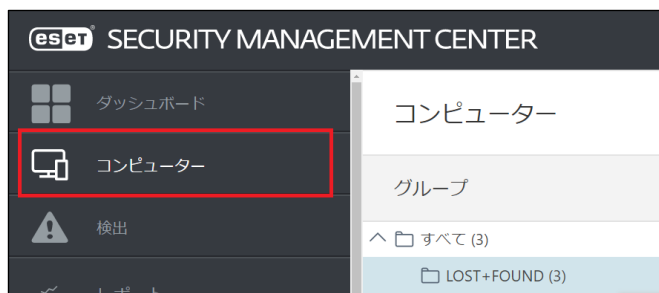 eset SECURITY MANAGEMENT CENTER
ダッシュボード
コンピューター
検出
コンピューター
グループ
すべて (3)
LOST+FOUND (3)